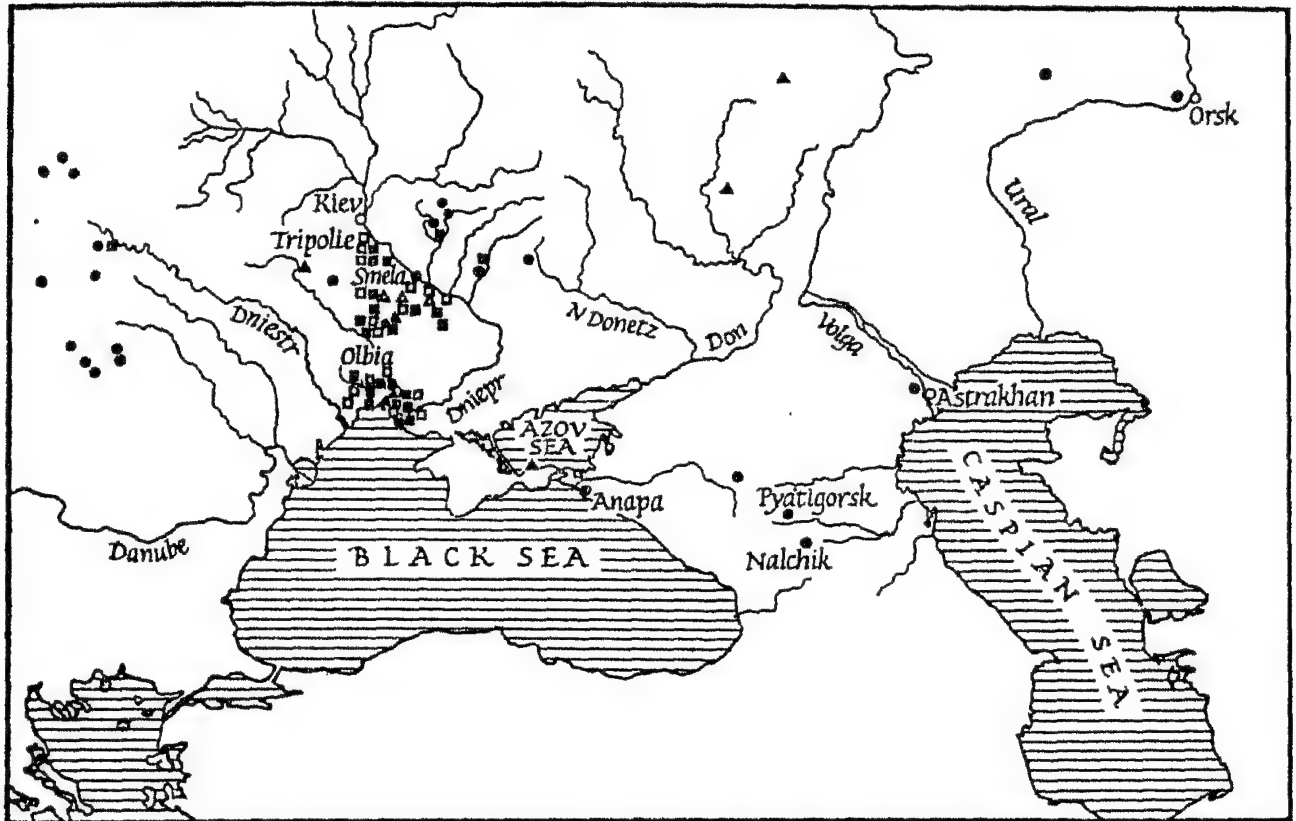 Orsk
Ural
Kiev
Tripolie
Smela
Dniestr
N Donetz
Don
Volga
Olbia
Dniepr
Astrakhan
AZOV
SEA
Anapa
Pyatigorsk
Nalchik
Danube
BLACK SEA
CASPIAN SEA